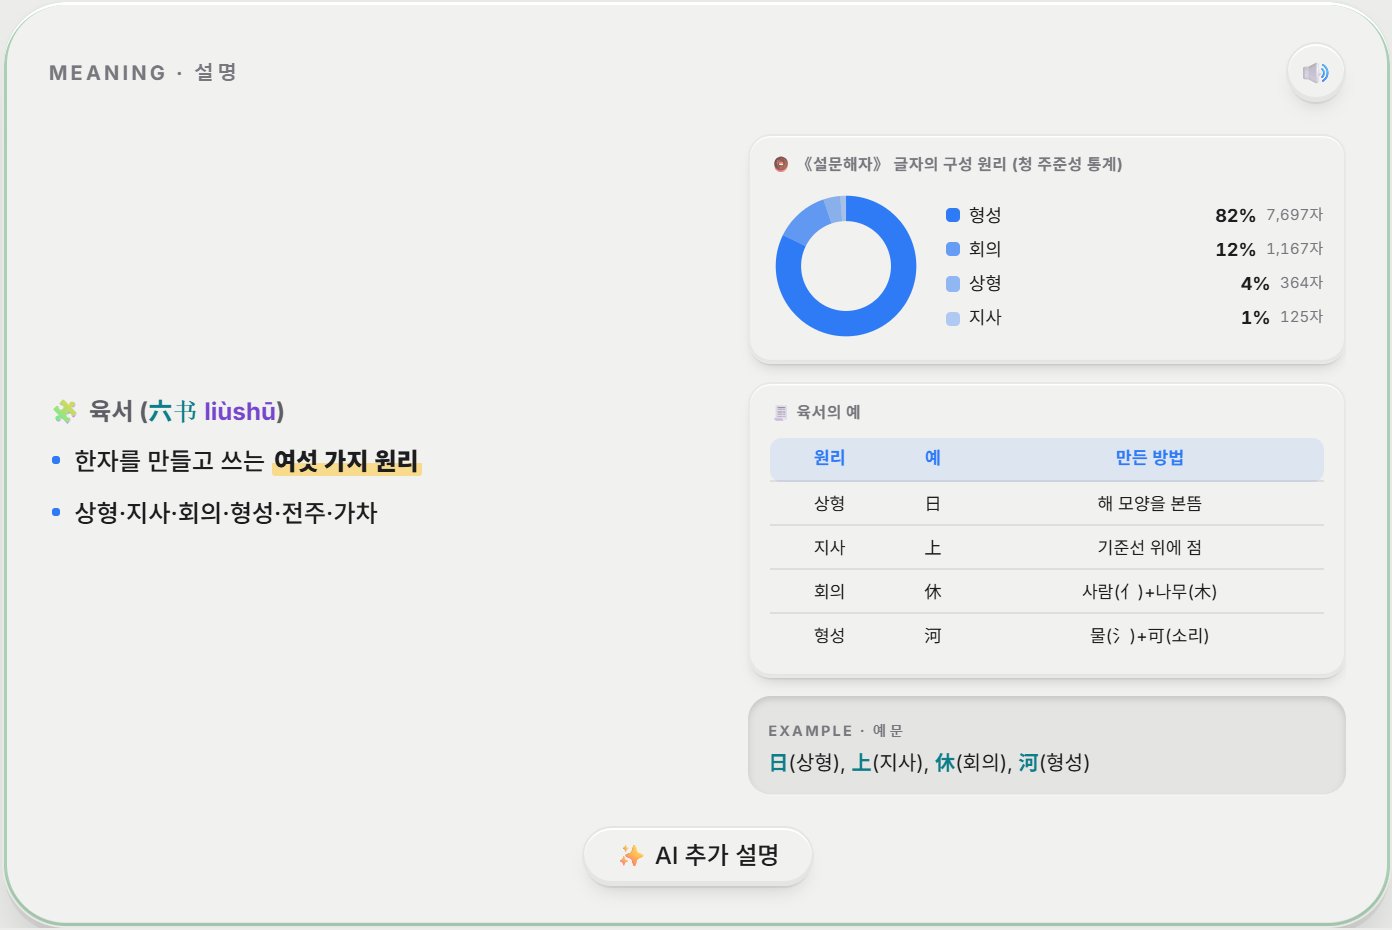 MEANING · 설명
육서 (六书 liùshū)
한자를 만들고 쓰는 여섯 가지 원리
상형·지사·회의·형성·전주·가차
《설문해자》 글자의 구성 원리 (청 주준성 통계)
형성 82% 7,697자
회의 12% 1,167자
상형 4% 364자
지사 1% 125자
육서의 예
원리 예 만든 방법
상형 日 해 모양을 본뜸
지사 上 기준선 위에 점
회의 休 사람(亻)+나무(木)
형성 河 물(氵)+可(소리)
EXAMPLE · 예문
日(상형), 上(지사), 休(회의), 河(형성)
AI 추가 설명